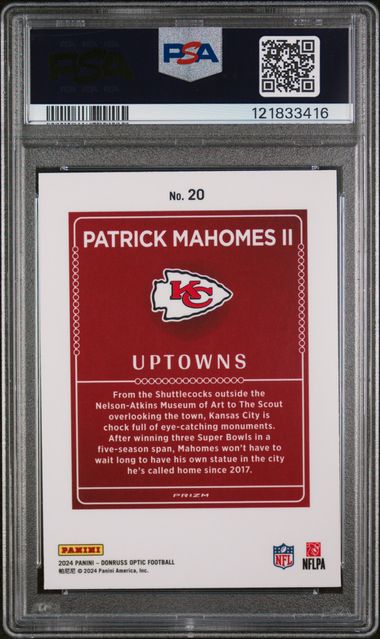 PSA
PSA
121833416
No. 20
PATRICK MAHOMES II
KC
UPTOWNS
From the Shuttlecocks outside the
Nelson-Atkins Museum of Art to The Scout
overlooking the town, Kansas City is
chock full of eye-catching monuments.
After winning three Super Bowls in a
five-season span, Mahomes won't have to
wait long to have his own statue in the city
he's called home since 2017.
PRIZM
PANINI
2024 PANINI – DONRUSS OPTIC FOOTBALL
帕尼尼 © 2024 Panini America, Inc.
NFL
NFLPA